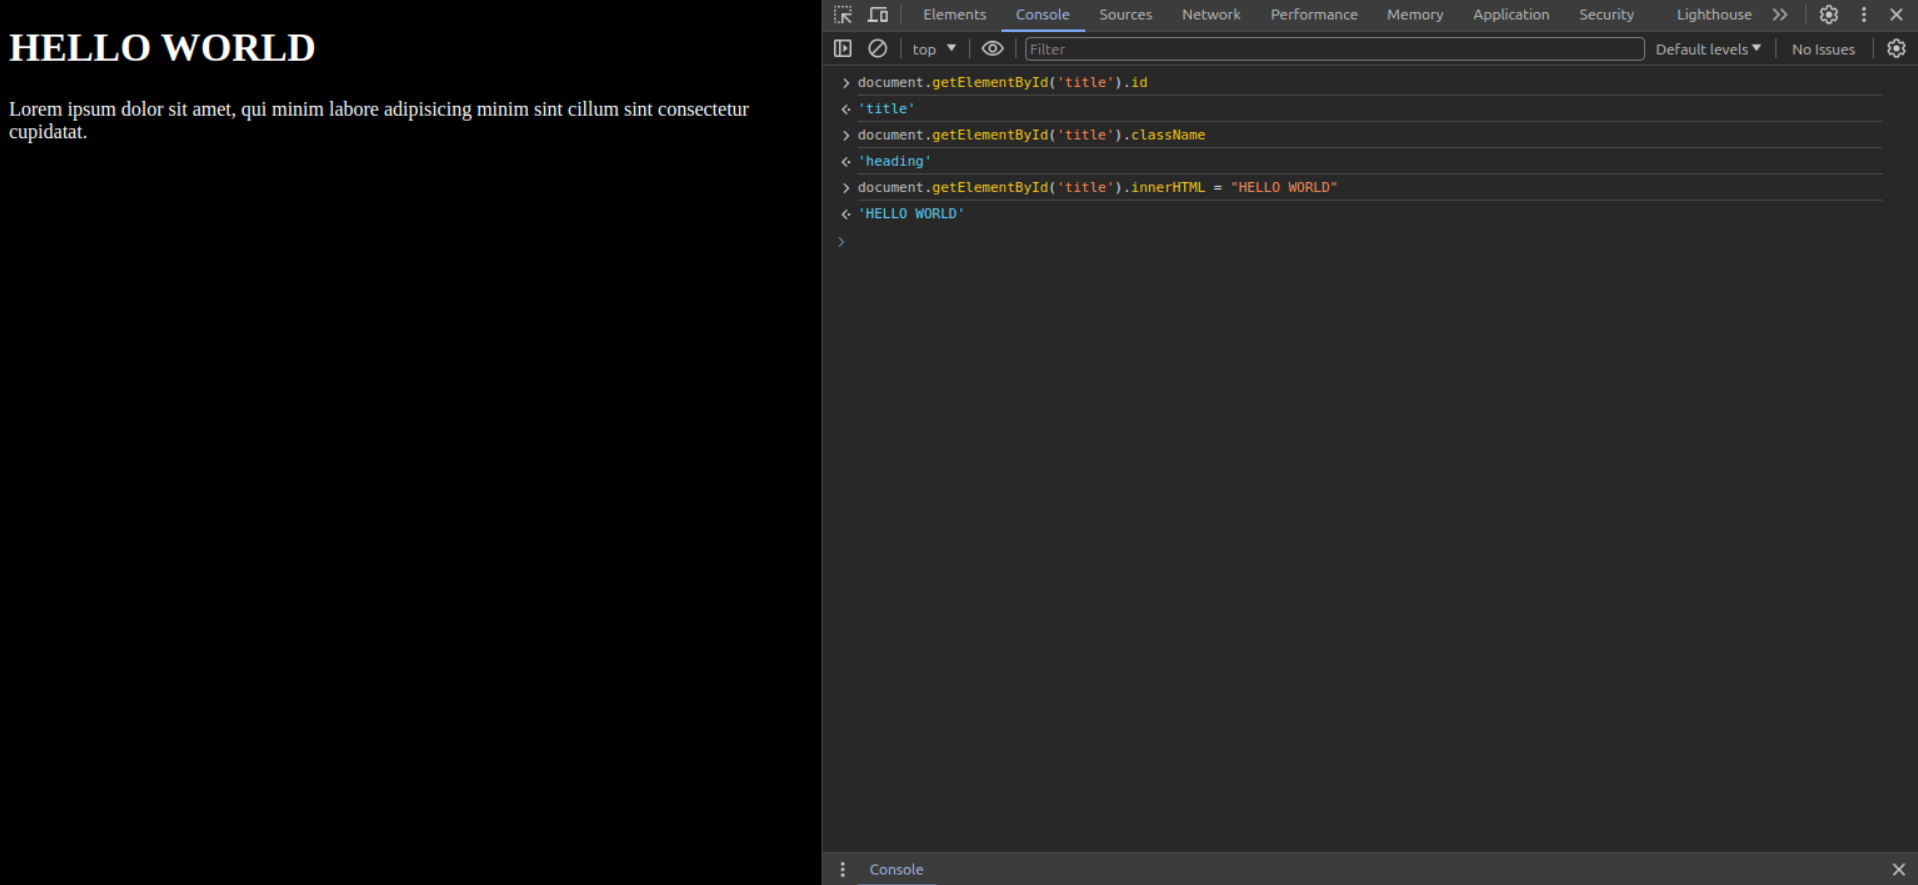 HELLO WORLD
Lorem ipsum dolor sit amet, qui minim labore adipisicing minim sint cillum sint consectetur
cupidatat.
Elements Console Sources Network Performance Memory Application Security Lighthouse
top Filter Default levels No Issues
document.getElementById('title').id
'title'
document.getElementById('title').className
'heading'
document.getElementById('title').innerHTML = "HELLO WORLD"
'HELLO WORLD'
Console